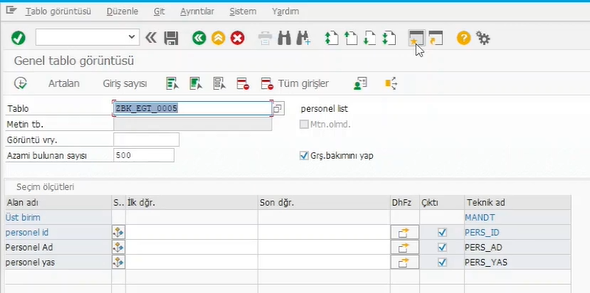 Tablo görüntüsü Düzenle Git Ayrıntılar Sistem Yardım
Genel tablo görüntüsü
Artalan Giriş sayısı Tüm girişler
Tablo ZBK_EGT_0005 personel list
Metin tb. Mtn.olmd.
Görüntü vry.
Azami bulunan sayısı 500 Grş.bakımını yap
Seçim ölçütleri
Alan adı S.. İlk dğr. Son dğr. DhFz Çıktı Teknik ad
Üst birim MANDT
personel id PERS_ID
Personel Ad PERS_AD
personel yas PERS_YAS